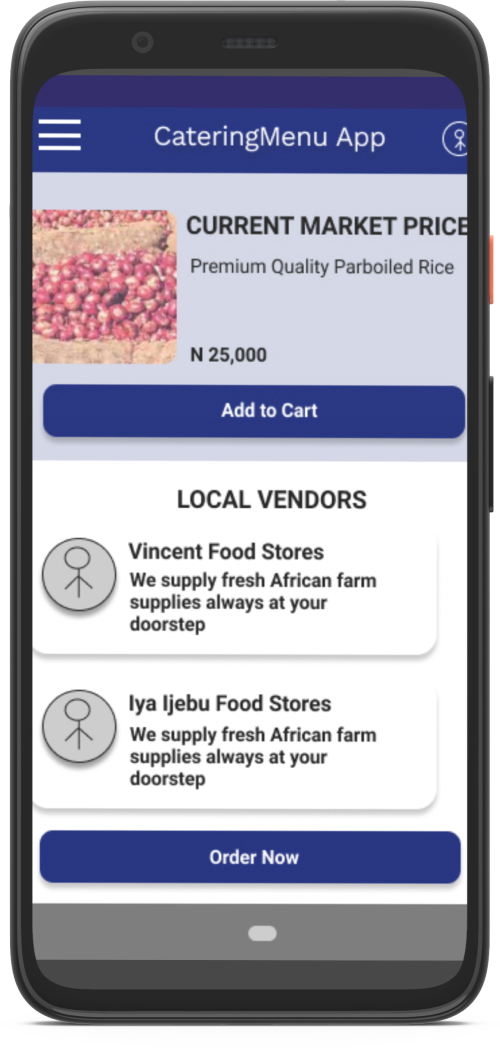 CateringMenu App
CURRENT MARKET PRICE
Premium Quality Parboiled Rice
N 25,000
Add to Cart
LOCAL VENDORS
Vincent Food Stores
We supply fresh African farm
supplies always at your
doorstep
Iya Ijebu Food Stores
We supply fresh African farm
supplies always at your
doorstep
Order Now